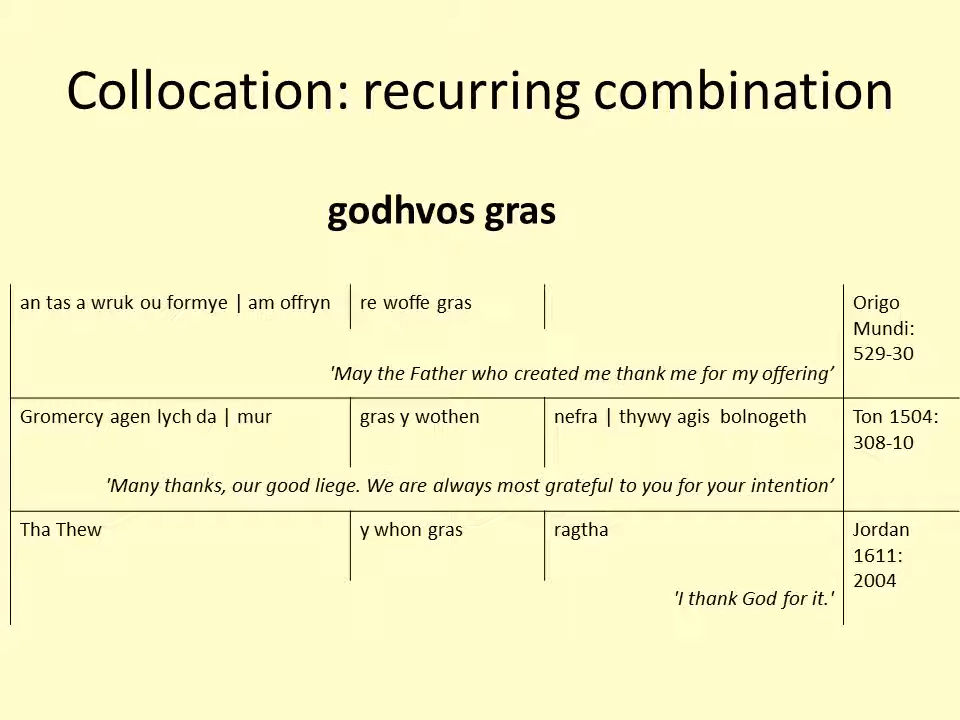 Collocation: recurring combination
godhvos gras
an tas a wruk ou formye | am offryn
re woffe gras
Origo
Mundi:
529-30
'May the Father who created me thank me for my offering’
Gromercy agen lych da | mur
gras y wothen
nefra | thywy agis bolnogeth
Ton 1504:
308-10
'Many thanks, our good liege. We are always most grateful to you for your intention’
Tha Thew
y whon gras
ragtha
Jordan
1611:
2004
'I thank God for it.'